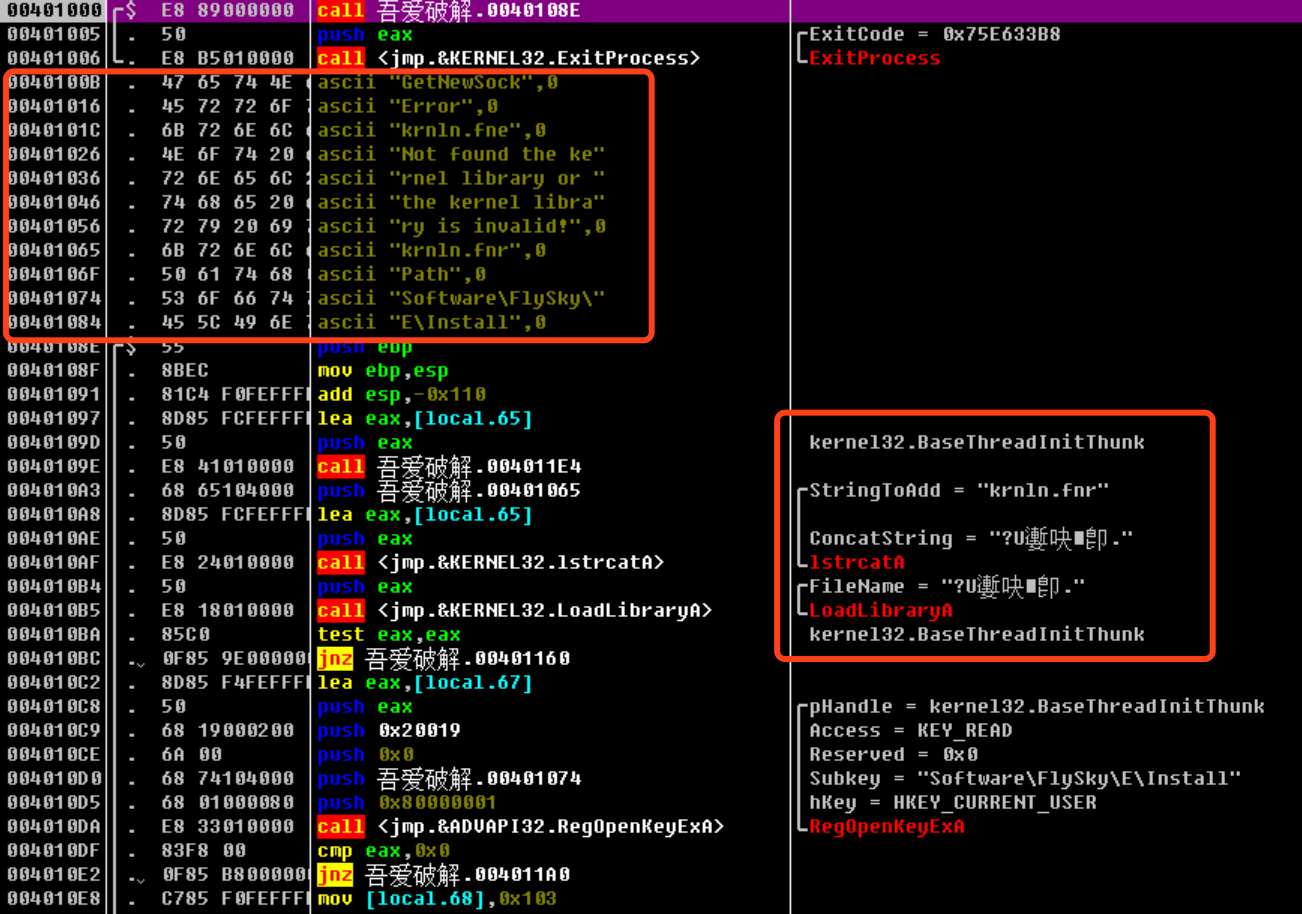 00401000 $ E8 89000000 call 吾爱破解.0040108E
00401005 . 50 push eax ExitCode = 0x75E633B8
00401006 . E8 B5010000 call <jmp.&KERNEL32.ExitProcess> ExitProcess
0040100B . 47 65 74 4E ascii "GetNewSock",0
00401016 . 45 72 72 6F ascii "Error",0
0040101C . 6B 72 6E 6C ascii "krnln.fne",0
00401026 . 4E 6F 74 20 ascii "Not found the ke"
00401036 . 72 6E 65 6C ascii "rnel library or "
00401046 . 74 68 65 20 ascii "the kernel libra"
00401056 . 72 79 20 69 ascii "ry is invalid!",0
00401065 . 6B 72 6E 6C ascii "krnln.fnr",0
0040106F . 50 61 74 68 ascii "Path",0
00401074 . 53 6F 66 74 ascii "Software\FlySky\"
00401084 . 45 5C 49 6E ascii "E\Install",0
0040108E $ 55 push ebp
0040108F . 8BEC mov ebp,esp
00401091 . 81C4 F0FEFFF add esp,-0x110
00401097 . 8D85 FCFEFFF lea eax,[local.65]
0040109D . 50 push eax kernel32.BaseThreadInitThunk
0040109E . E8 41010000 call 吾爱破解.004011E4
004010A3 . 68 65104000 push 吾爱破解.00401065 StringToAdd = "krnln.fnr"
004010A8 . 8D85 FCFEFFF lea eax,[local.65]
004010AE . 50 push eax ConcatString = "?U
004010AF . E8 24010000 call <jmp.&KERNEL32.lstrcatA> lstrcatA
004010B4 . 50 push eax FileName = "?U
004010B5 . E8 18010000 call <jmp.&KERNEL32.LoadLibraryA> LoadLibraryA
004010BA . 85C0 test eax,eax kernel32.BaseThreadInitThunk
004010BC . 0F85 9E00000 jnz 吾爱破解.00401160
004010C2 . 8D85 F4FEFFF lea eax,[local.67]
004010C8 . 50 push eax pHandle = kernel32.BaseThreadInitThunk
004010C9 . 68 19000200 push 0x20019 Access = KEY_READ
004010CE . 6A 00 push 0x0 Reserved = 0x0
004010D0 . 68 74104000 push 吾爱破解.00401074 Subkey = "Software\FlySky\E\Install"
004010D5 . 68 01000080 push 0x80000001 hKey = HKEY_CURRENT_USER
004010DA . E8 33010000 call <jmp.&ADVAPI32.RegOpenKeyExA> RegOpenKeyExA
004010DF . 83F8 00 cmp eax,0x0
004010E2 . 0F85 B800000 jnz 吾爱破解.004011A0
004010E8 . C785 F0FEFFF mov [local.68],0x103